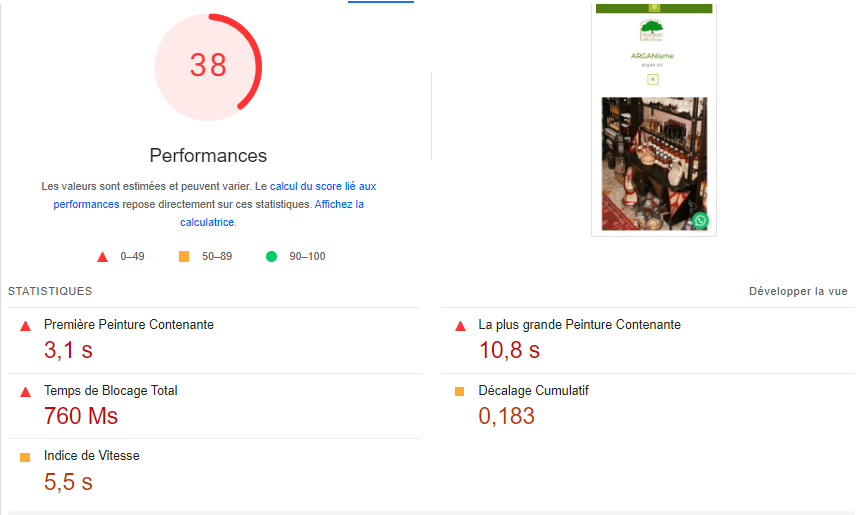 38
Performances
Les valeurs sont estimées et peuvent varier. Le calcul du score lié aux
performances repose directement sur ces statistiques. Affichez la
calculatrice.
0–49
50–89
90–100
ARGANisme
Argan oil
STATISTIQUES
Développer la vue
Première Peinture Contenante
3,1 s
La plus grande Peinture Contenante
10,8 s
Temps de Blocage Total
760 Ms
Décalage Cumulatif
0,183
Indice de Vitesse
5,5 s